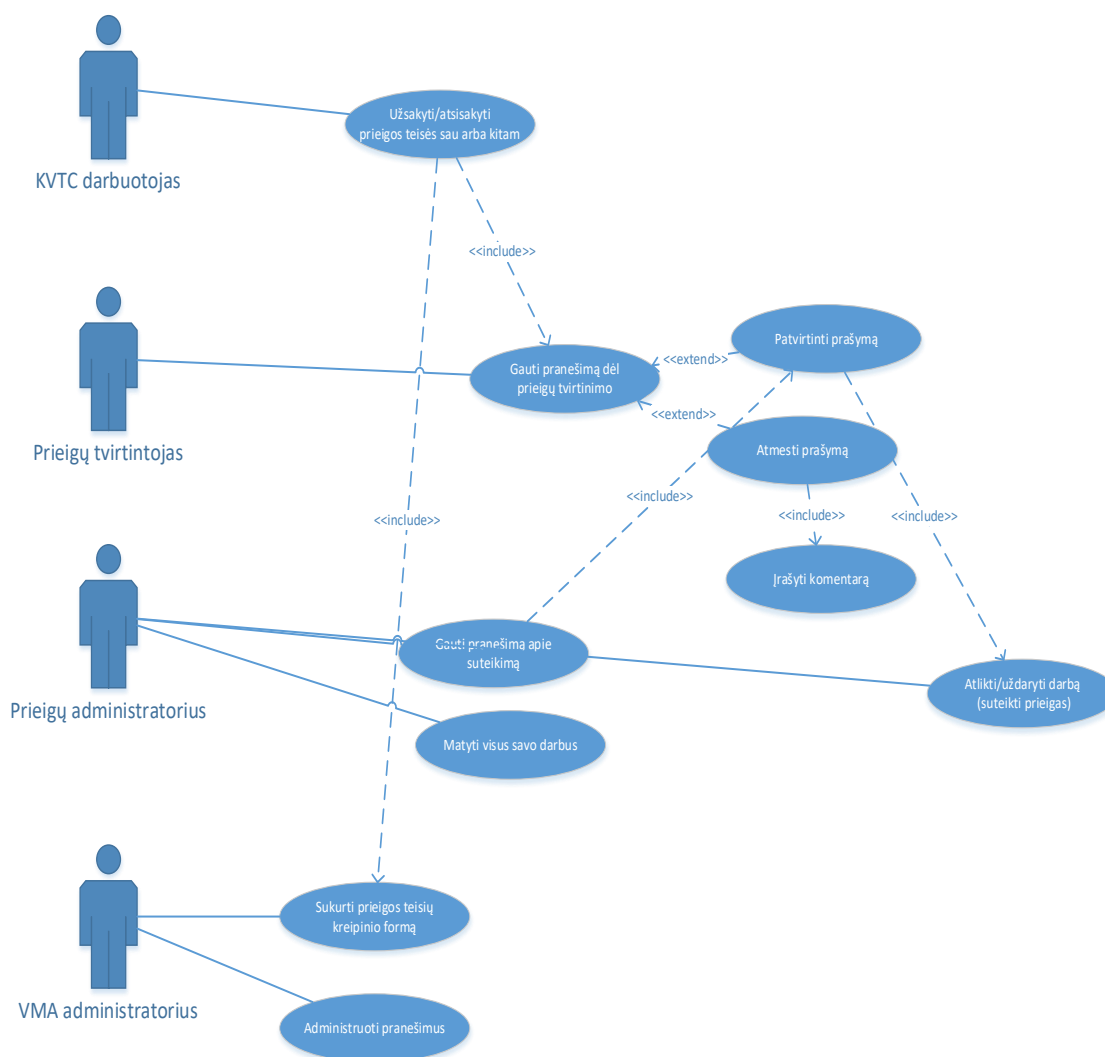 Užsakyti/atsisakyti
prieigos teisės sau arba kitam
KVTC darbuotojas
<<include>>
Patvirtinti prašymą
<<extend>>
Gauti pranešimą dėl
prieigų tvirtinimo
<<extend>>
Prieigų tvirtintojas
Atmesti prašymą
<<include>>
<<include>>
<<include>>
<<include>>
Įrašyti komentarą
Gauti pranešimą apie
suteikimą
Atlikti/uždaryti darbą
(suteikti prieigas)
Prieigų administratorius
Matyti visus savo darbus
Sukurti prieigos teisių
kreipinio formą
VMA administratorius
Administruoti pranešimus